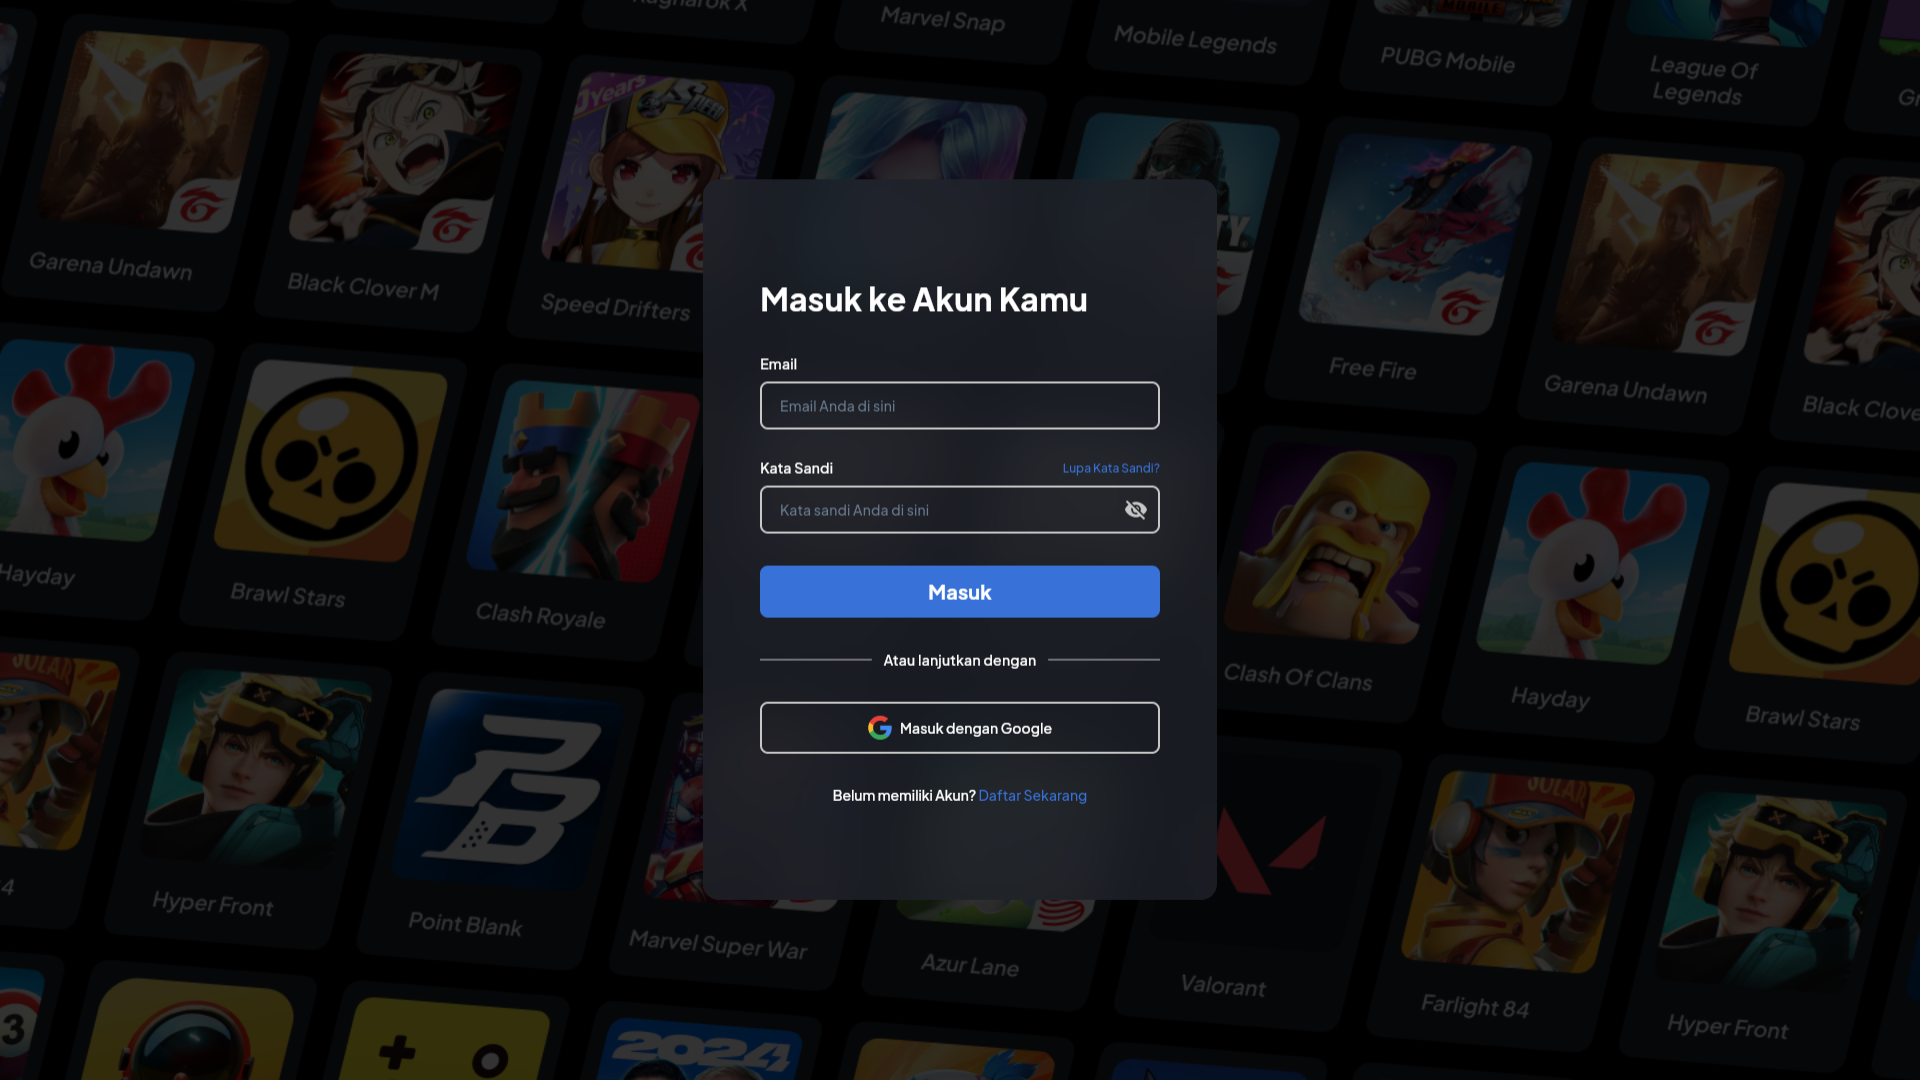 Ragnarok X
Marvel Snap
Mobile Legends
PUBG Mobile
League Of
Legends
Garena Undawn
Black Clover M
Speed Drifters
Free Fire
Garena Undawn
Masuk ke Akun Kamu
Email
Email Anda di sini
Kata Sandi
Lupa Kata Sandi?
Kata sandi Anda di sini
Masuk
Atau lanjutkan dengan
Masuk dengan Google
Belum memiliki Akun? Daftar Sekarang
Hayday
Brawl Stars
Clash Royale
Clash Of Clans
Hayday
Brawl Stars
Hyper Front
Point Blank
Marvel Super War
Azur Lane
Valorant
Farlight 84
Hyper Front
3
2024